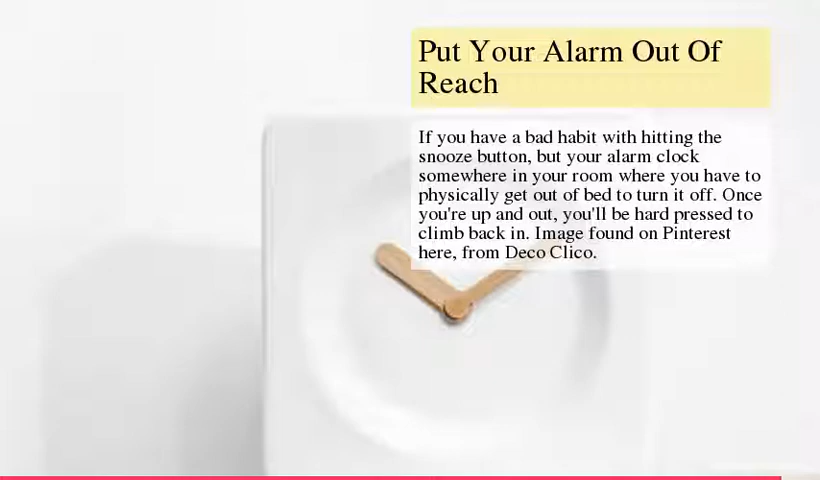 Put Your Alarm Out Of
Reach
If you have a bad habit with hitting the
snooze button, but your alarm clock
somewhere in your room where you have to
physically get out of bed to turn it off. Once
you're up and out, you'll be hard pressed to
climb back in. Image found on Pinterest
here, from Deco Clico.